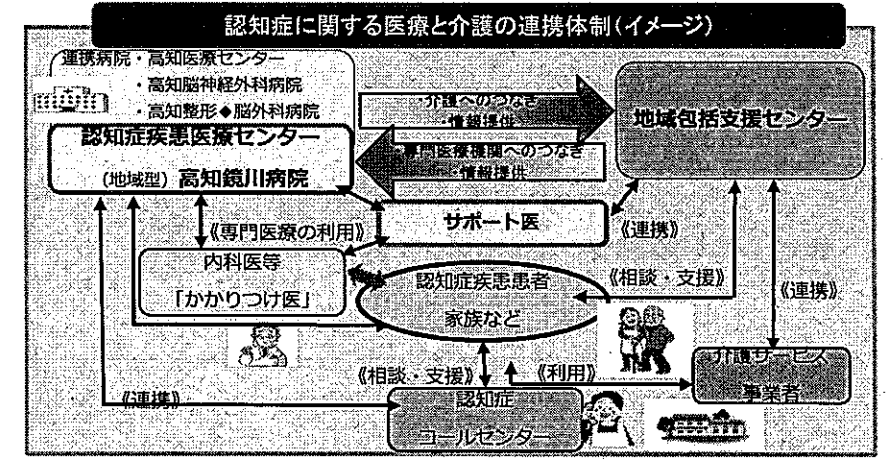 認知症に関する医療と介護の連携体制(イメージ)
連携病院・高知医療センター
・高知脳神経外科病院
・高知整形◆脳外科病院
認知症疾患医療センター
(地域型) 高知鏡川病院
・介護へのつなぎ
・情報提供
専門医療機関へのつなぎ
・情報提供
地域包括支援センター
サポート医
《連携》
《専門医療の利用》
内科医等
「かかりつけ医」
認知症疾患患者
家族など
《相談・支援》
《連携》
《相談・支援》
《利用》
介護サービス
事業者
《連携》
認知症
コールセンター